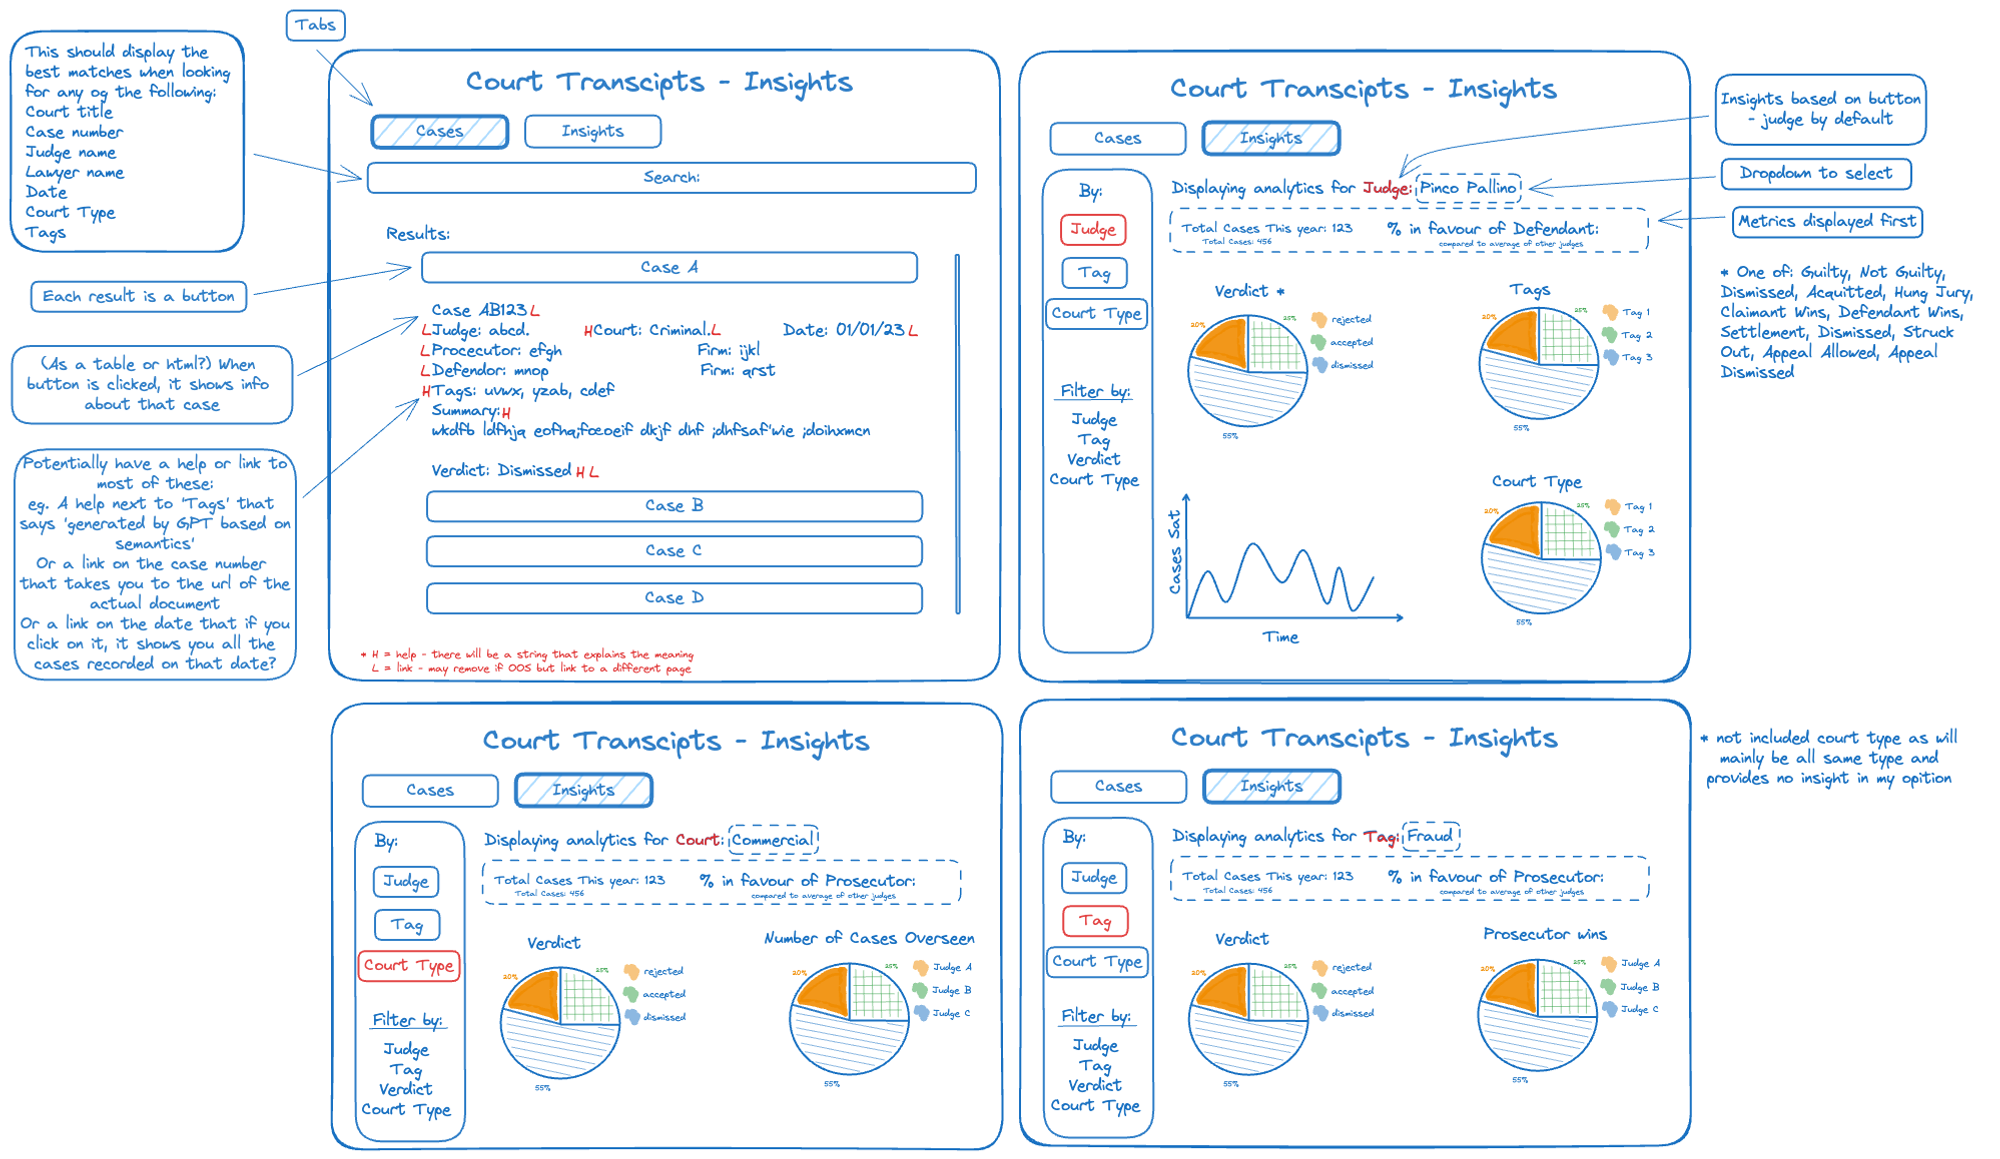 Tabs
This should display the
best matches when looking
for any og the following:
Court title
Case number
Judge name
Lawyer name
Date
Court Type
Tags
Each result is a button
(As a table or html?) When
button is clicked, it shows info
about that case
Potentially have a help or link to
most of these:
eg. A help next to 'Tags' that
says 'generated by GPT based on
semantics'
Or a link on the case number
that takes you to the url of the
actual document
Or a link on the date that if you
click on it, it shows you all the
cases recorded on that date?
Court Transcipts - Insights
Cases
Insights
Search:
Results:
Case A
Case AB123 L
L Judge: abcd. H Court: Criminal. L Date: 01/01/23 L
L Procecutor: efgh Firm: ijkl
L Defendor: mnop Firm: qrst
H Tags: uvwx, yzab, cdef
Summary: H
wkdfb ldfhjq eofhq;foeoeif dkjf dhf ;dhfsaf'wie ;doihxmcn
Verdict: Dismissed H L
Case B
Case C
Case D
* H = help - there will be a string that explains the meaning
L = link - may remove if OOS but link to a different page
Court Transcipts - Insights
Cases
Insights
By:
Judge
Tag
Court Type
Filter by:
Judge
Tag
Verdict
Court Type
Displaying analytics for Judge: Pinco Pallino
Total Cases This year: 123
Total Cases: 456
% in favour of Defendant:
compared to average of other judges
Verdict *
20%
25%
55%
rejected
accepted
dismissed
Tags
20%
25%
55%
Tag 1
Tag 2
Tag 3
Cases Sat
Time
Court Type
20%
25%
55%
Tag 1
Tag 2
Tag 3
Insights based on button
- judge by default
Dropdown to select
Metrics displayed first
* One of: Guilty, Not Guilty,
Dismissed, Acquitted, Hung Jury,
Claimant Wins, Defendant Wins,
Settlement, Dismissed, Struck
Out, Appeal Allowed, Appeal
Dismissed
Court Transcipts - Insights
Cases
Insights
By:
Judge
Tag
Court Type
Filter by:
Judge
Tag
Verdict
Court Type
Displaying analytics for Court: Commercial
Total Cases This year: 123
Total Cases: 456
% in favour of Prosecutor:
compared to average of other judges
Verdict
20%
25%
55%
rejected
accepted
dismissed
Number of Cases Overseen
20%
25%
55%
Judge A
Judge B
Judge C
Court Transcipts - Insights
Cases
Insights
By:
Judge
Tag
Court Type
Filter by:
Judge
Tag
Verdict
Court Type
Displaying analytics for Tag: Fraud
Total Cases This year: 123
Total Cases: 456
% in favour of Prosecutor:
compared to average of other judges
Verdict
20%
25%
55%
rejected
accepted
dismissed
Prosecutor wins
20%
25%
55%
Judge A
Judge B
Judge C
* not included court type as will
mainly be all same type and
provides no insight in my opition